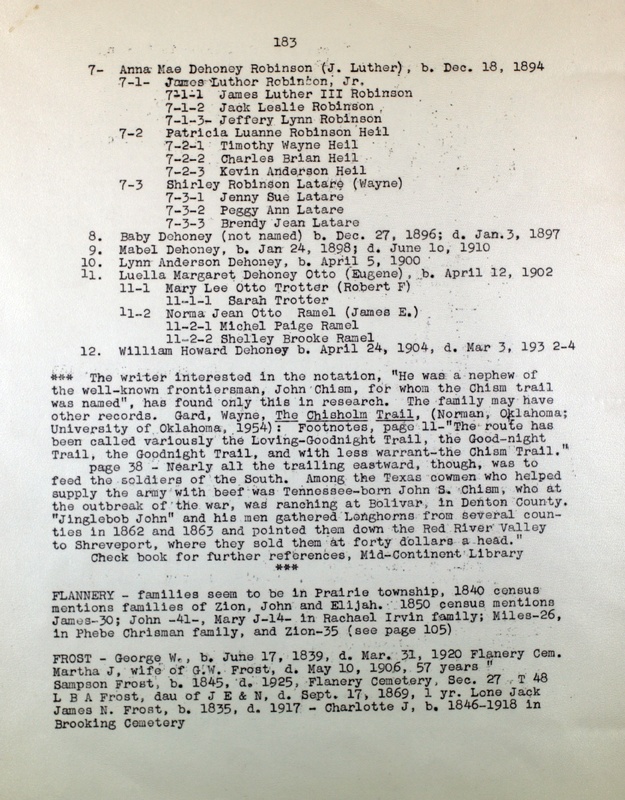 183
7- Anna Mae Dehoney Robinson (J. Luther), b. Dec. 18, 1894
7-1- James Luthor Robinson, Jr.
7-1-1 James Luther III Robinson
7-1-2 Jack Leslie Robinson
7-1-3- Jeffery Lynn Robinson
7-2 Patricia Luanne Robinson Heil
7-2-1 Timothy Wayne Heil
7-2-2 Charles Brian Heil
7-2-3 Kevin Anderson Heil
7-3 Shirley Robinson Latare (Wayne)
7-3-1 Jenny Sue Latare
7-3-2 Peggy Ann Latare
7-3-3 Brendy Jean Latare
8. Baby Dehoney (not named) b. Dec. 27, 1896; d. Jan.3, 1897
9. Mabel Dehoney, b. Jan 24, 1898; d. June 1o, 1910
10. Lynn Anderson Dehoney, b. April 5, 1900
11. Luella Margaret Dehoney Otto (Eugene), b. April 12, 1902
11-1 Mary Lee Otto Trotter (Robert F)
11-1-1 Sarah Trotter
11-2 Norma Jean Otto Ramel (James E.)
11-2-1 Michel Paige Ramel
11-2-2 Shelley Brooke Ramel
12. William Howard Dehoney b. April 24, 1904, d. Mar 3, 193 2-4
*** The writer interested in the notation, "He was a nephew of
the well-known frontiersman, John Chism, for whom the Chism trail
was named", has found only this in research. The family may have
other records. Gard, Wayne, The Chisholm Trail, (Norman, Oklahoma;
University of Oklahoma, 1954): Footnotes, page 11-"The route has
been called variously the Loving-Goodnight Trail, the Good-night
Trail, the Goodnight Trail, and with less warrant-the Chism Trail."
page 38 - Nearly all the trailing eastward, though, was to
feed the soldiers of the South. Among the Texas cowmen who helped
supply the army with beef was Tennessee-born John S. Chism, who at
the outbreak of the war, was ranching at Bolivar, in Denton County.
"Jinglebob John" and his men gathered Longhorns from several coun-
ties in 1862 and 1863 and pointed them down the Red River Valley
to Shreveport, where they sold them at forty dollars a head."
Check book for further references, Mid-Continent Library
***
FLANNERY - families seem to be in Prairie township, 1840 census
mentions families of Zion, John and Elijah. 1850 census mentions
James-30; John -41-, Mary J-14- in Rachael Irvin family; Miles-26,
in Phebe Chrisman family, and Zion-35 (see page 105)
FROST - George W., b. June 17, 1839, d. Mar. 31, 1920 Flanery Cem.
Martha J, wife of G.W. Frost, d. May 10, 1906, 57 years "
Sampson Frost, b. 1845, d. 1925, Flanery Cemetery, Sec. 27 T 48
L B A Frost, dau of J E & N, d. Sept. 17, 1869, 1 yr. Lone Jack
James N. Frost, b. 1835, d. 1917 - Charlotte J, b. 1846-1918 in
Brooking Cemetery